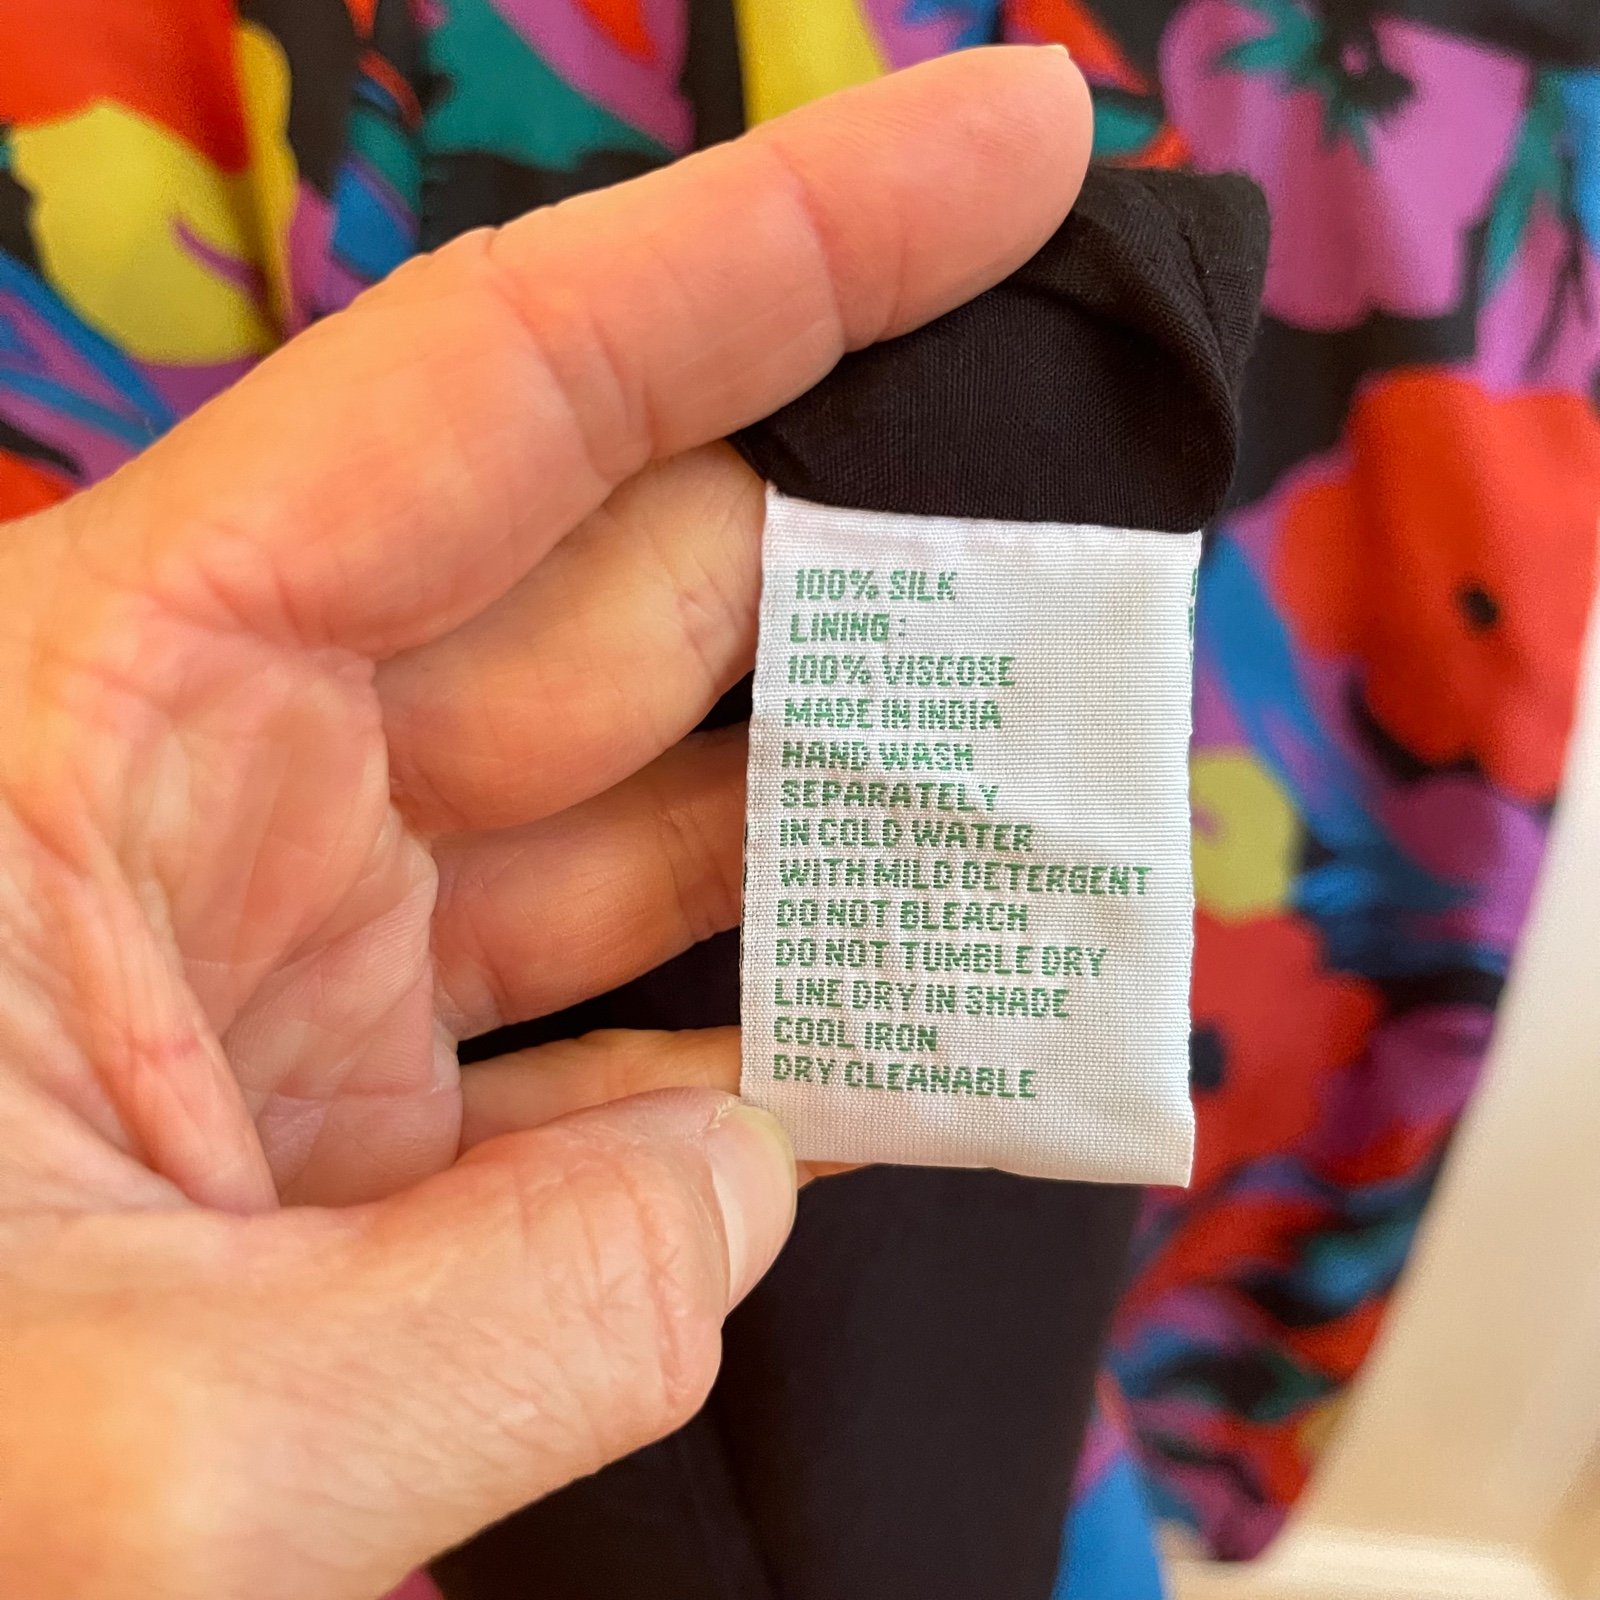 100% SILK
LINING :
100% VISCOSE
MADE IN INDIA
HAND WASH
SEPARATELY
IN COLD WATER
WITH MILD DETERGENT
DO NOT BLEACH
DO NOT TUMBLE DRY
LINE DRY IN SHADE
COOL IRON
DRY CLEANABLE